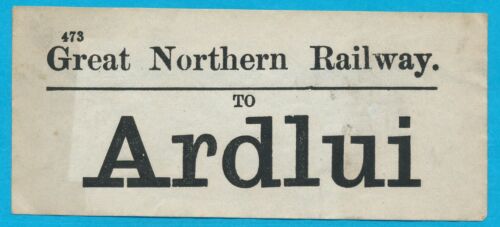 473
Great Northern Railway.
TO
Ardlui